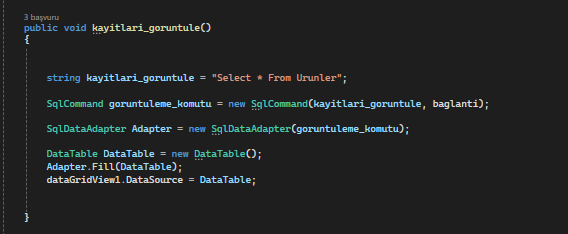 3 başvuru
public void kayitlari_goruntule()
{
string kayitlari_goruntule = "Select * From Urunler";
SqlCommand goruntuleme_komutu = new SqlCommand(kayitlari_goruntule, baglanti);
SqlDataAdapter Adapter = new SqlDataAdapter(goruntuleme_komutu);
DataTable DataTable = new DataTable();
Adapter.Fill(DataTable);
dataGridView1.DataSource = DataTable;
}